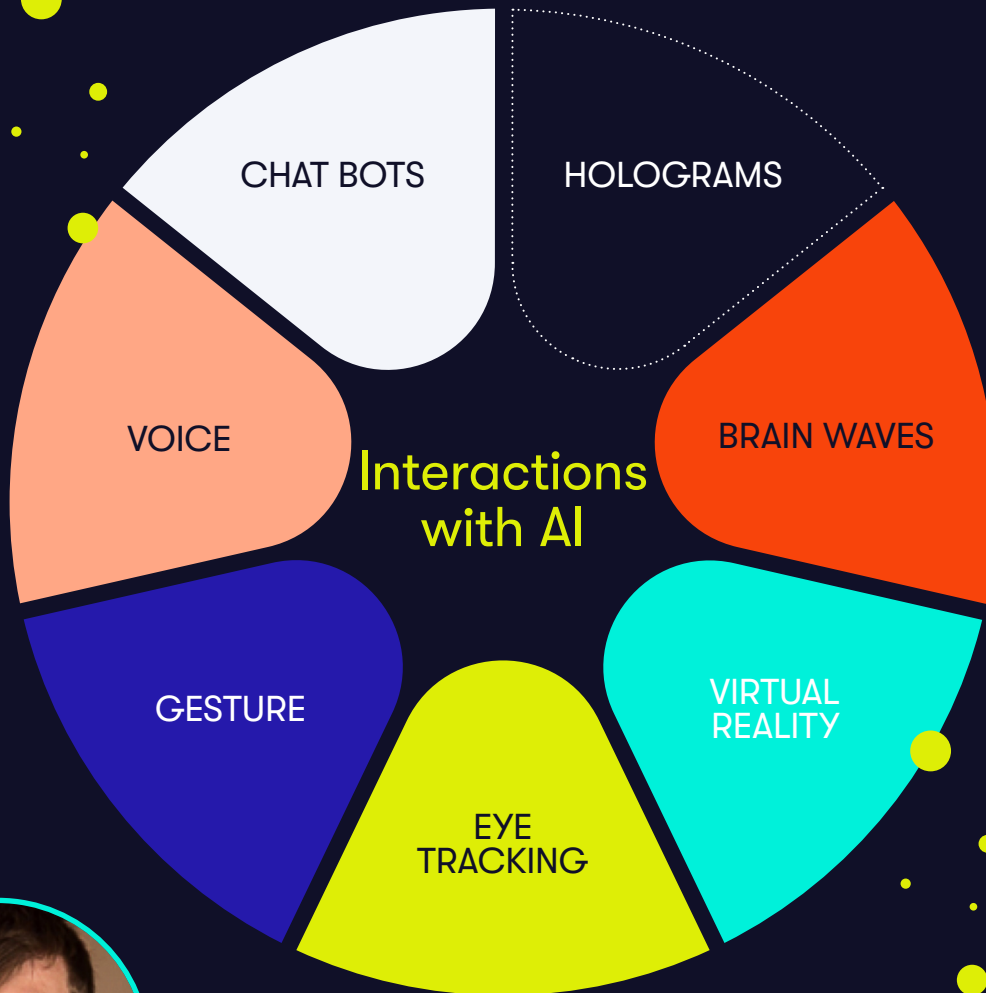 CHAT BOTS
HOLOGRAMS
VOICE
BRAIN WAVES
Interactions
with AI
GESTURE
VIRTUAL
REALITY
EYE
TRACKING